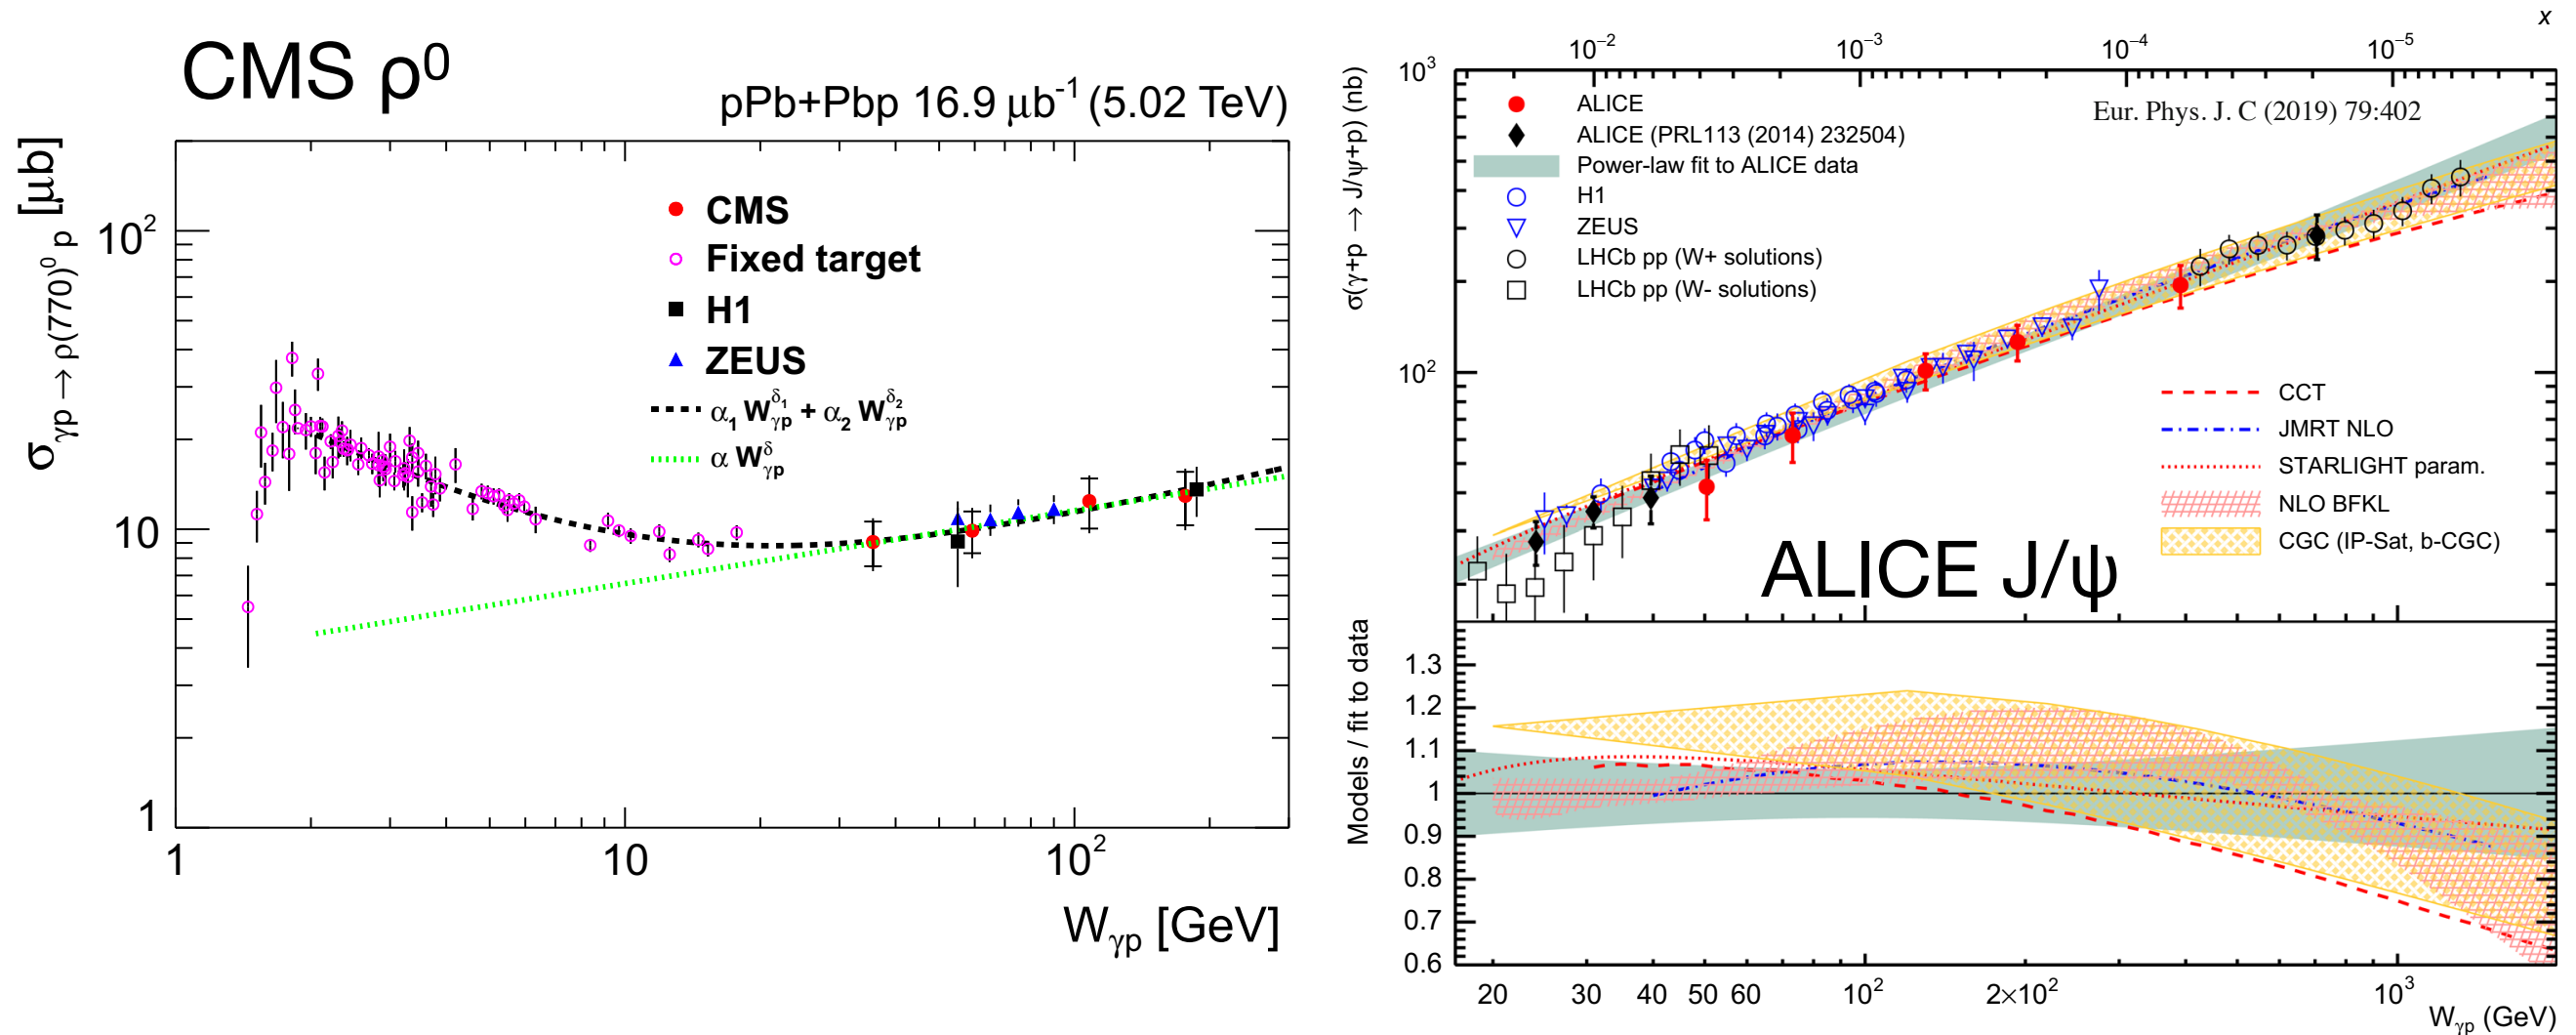 CMS ρ⁰
pPb+Pbp 16.9 μb⁻¹ (5.02 TeV)
σγp → ρ(770)⁰ p [μb]
10²
10
1
CMS
Fixed target
H1
ZEUS
α₁ Wγp^δ₁ + α₂ Wγp^δ₂
α Wγp^δ
1
10
10²
Wγp [GeV]
x
10⁻²
10⁻³
10⁻⁴
10⁻⁵
σ(γ+p → J/ψ+p) (nb)
10³
10²
ALICE
ALICE (PRL113 (2014) 232504)
Power-law fit to ALICE data
H1
ZEUS
LHCb pp (W+ solutions)
LHCb pp (W- solutions)
Eur. Phys. J. C (2019) 79:402
CCT
JMRT NLO
STARLIGHT param.
NLO BFKL
CGC (IP-Sat, b-CGC)
ALICE J/ψ
Models / fit to data
1.3
1.2
1.1
1
0.9
0.8
0.7
0.6
20
30
40
50
60
10²
2×10²
10³
Wγp (GeV)